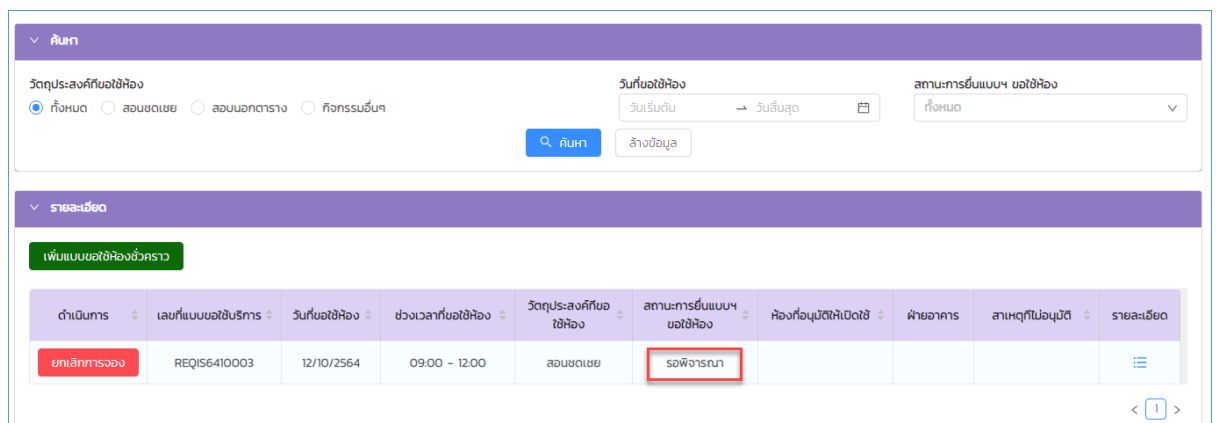 ค้นหา
วัตถุประสงค์ที่ขอใช้ห้อง วันที่ขอใช้ห้อง สถานะการยื่นแบบฯ ขอใช้ห้อง
ทั้งหมด สอนชดเชย สอบนอกตาราง กิจกรรมอื่นๆ วันเริ่มต้น → วันสิ้นสุด ทั้งหมด
ค้นหา ล้างข้อมูล
รายละเอียด
เพิ่มแบบขอใช้ห้องชั่วคราว
ดำเนินการ เลขที่แบบขอใช้บริการ วันที่ขอใช้ห้อง ช่วงเวลาที่ขอใช้ห้อง วัตถุประสงค์ที่ขอ สถานะการยื่นแบบฯ ห้องที่อนุมัติให้เปิดใช้ ฝ่ายอาคาร สาเหตุที่ไม่อนุมัติ รายละเอียด
ใช้ห้อง ขอใช้ห้อง
ยกเลิกการจอง REQIS6410003 12/10/2564 09:00 - 12:00 สอนชดเชย รอพิจารณา
< 1 >